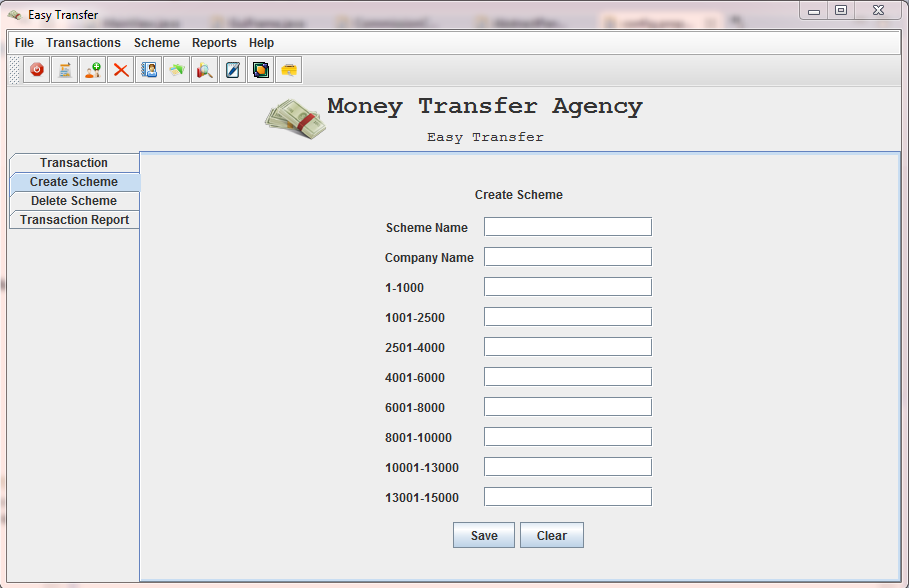 Easy Transfer
File Transactions Scheme Reports Help
Money Transfer Agency
Easy Transfer
Transaction
Create Scheme
Delete Scheme
Transaction Report
Create Scheme
Scheme Name
Company Name
1-1000
1001-2500
2501-4000
4001-6000
6001-8000
8001-10000
10001-13000
13001-15000
Save Clear